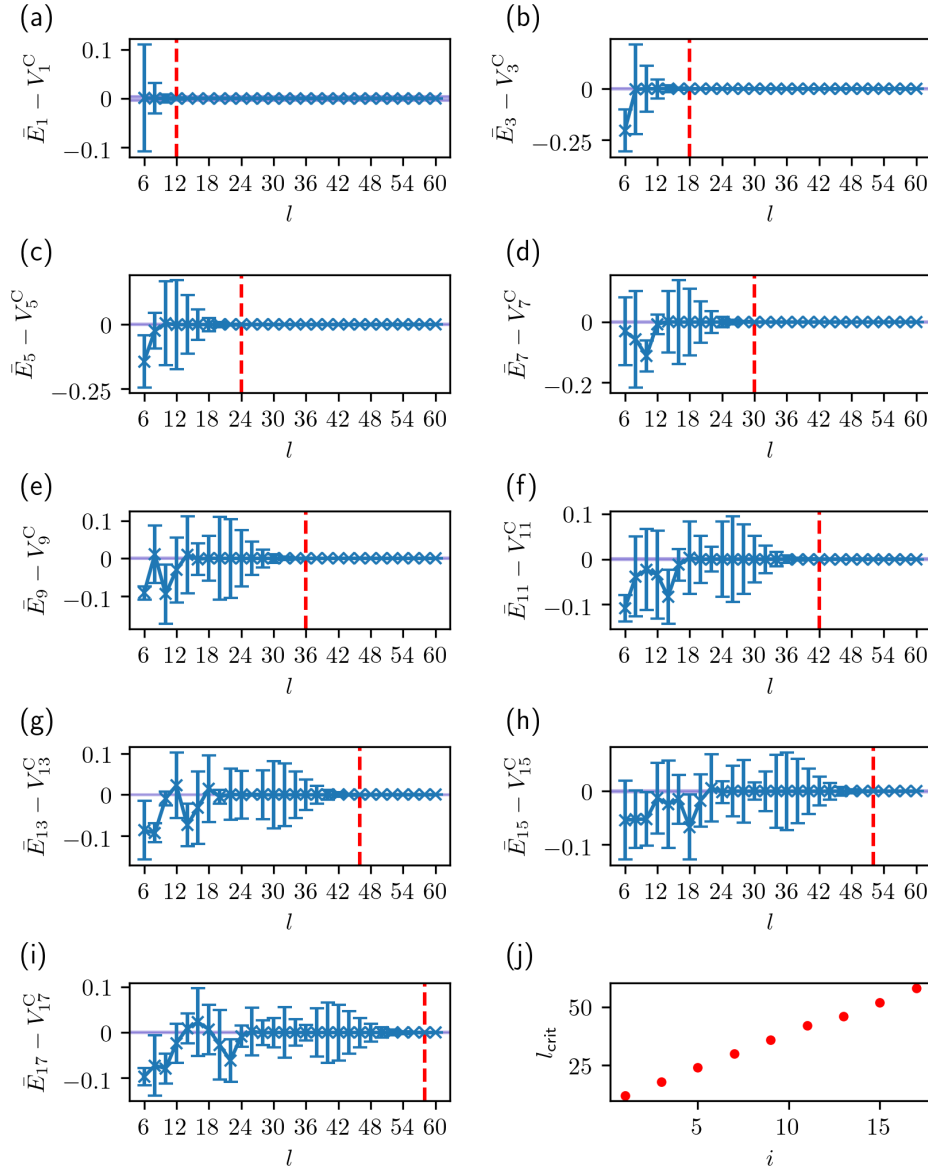 (a)
0.1
0
−0.1
Ē₁ − V₁ᶜ
6 12 18 24 30 36 42 48 54 60
l
(b)
0
−0.25
Ē₃ − V₃ᶜ
6 12 18 24 30 36 42 48 54 60
l
(c)
0
−0.25
Ē₅ − V₅ᶜ
6 12 18 24 30 36 42 48 54 60
l
(d)
0
−0.2
Ē₇ − V₇ᶜ
6 12 18 24 30 36 42 48 54 60
l
(e)
0.1
0
−0.1
Ē₉ − V₉ᶜ
6 12 18 24 30 36 42 48 54 60
l
(f)
0.1
0
−0.1
Ē₁₁ − V₁₁ᶜ
6 12 18 24 30 36 42 48 54 60
l
(g)
0.1
0
−0.1
Ē₁₃ − V₁₃ᶜ
6 12 18 24 30 36 42 48 54 60
l
(h)
0
−0.1
Ē₁₅ − V₁₅ᶜ
6 12 18 24 30 36 42 48 54 60
l
(i)
0.1
0
−0.1
Ē₁₇ − V₁₇ᶜ
6 12 18 24 30 36 42 48 54 60
l
(j)
50
25
l_crit
5 10 15
i